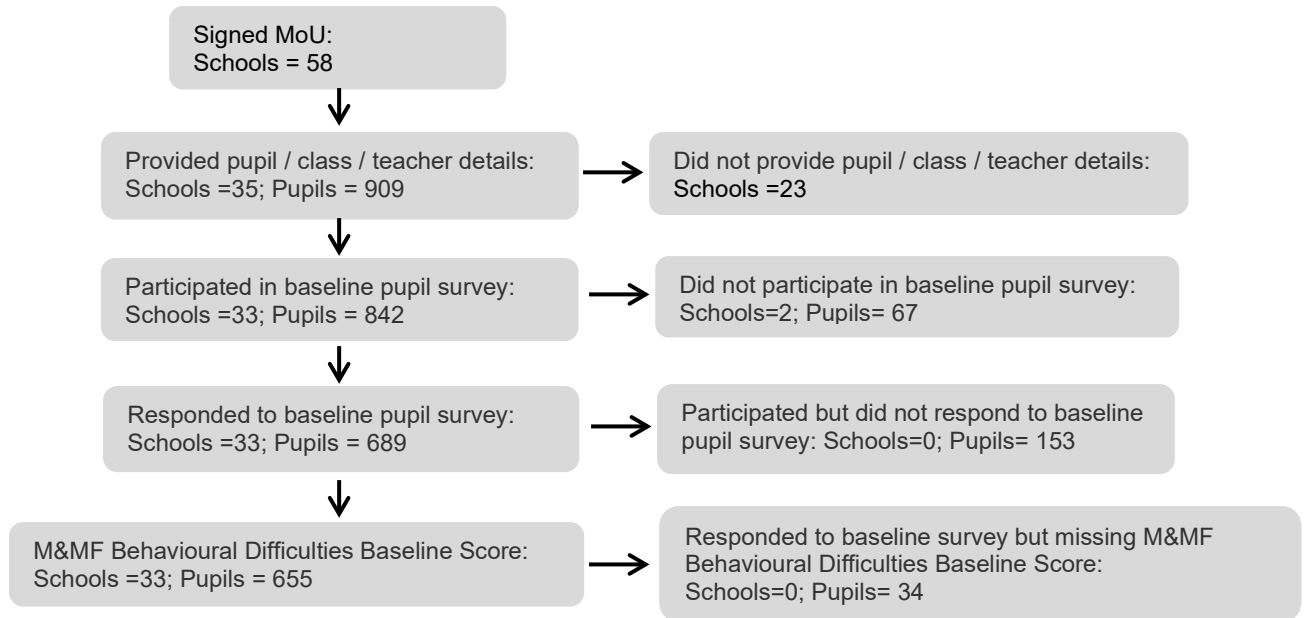 Signed MoU:
Schools = 58
Provided pupil / class / teacher details:
Schools =35; Pupils = 909
Did not provide pupil / class / teacher details:
Schools =23
Participated in baseline pupil survey:
Schools =33; Pupils = 842
Did not participate in baseline pupil survey:
Schools=2; Pupils= 67
Responded to baseline pupil survey:
Schools =33; Pupils = 689
Participated but did not respond to baseline
pupil survey: Schools=0; Pupils= 153
M&MF Behavioural Difficulties Baseline Score:
Schools =33; Pupils = 655
Responded to baseline survey but missing M&MF
Behavioural Difficulties Baseline Score:
Schools=0; Pupils= 34